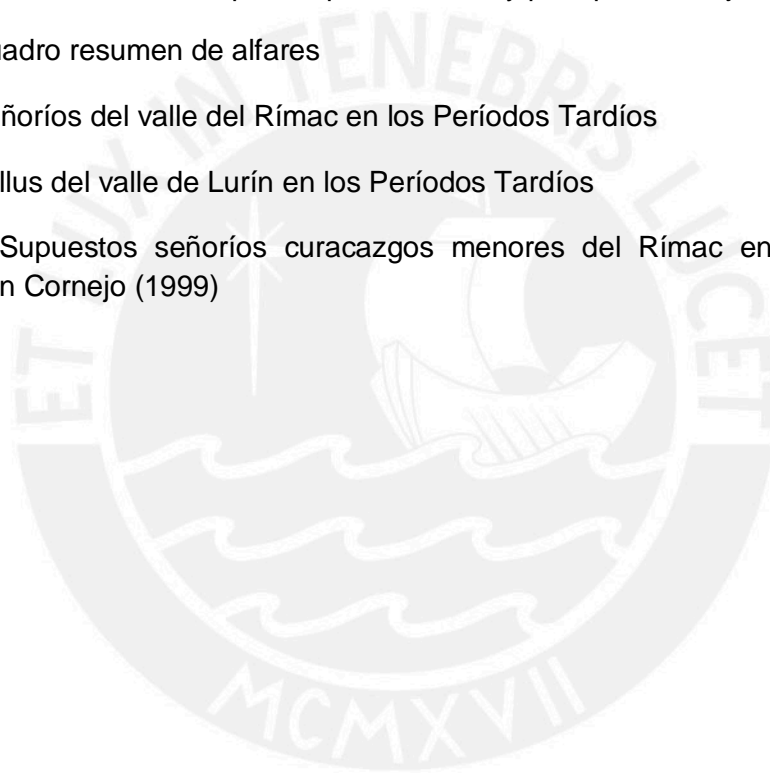 uadro resumen de alfares
ñoríos del valle del Rímac en los Períodos Tardíos
llus del valle de Lurín en los Períodos Tardíos
Supuestos señoríos curacazgos menores del Rímac en
n Cornejo (1999)
ET LUX IN TENEBRIS LUCET
MCMXVII